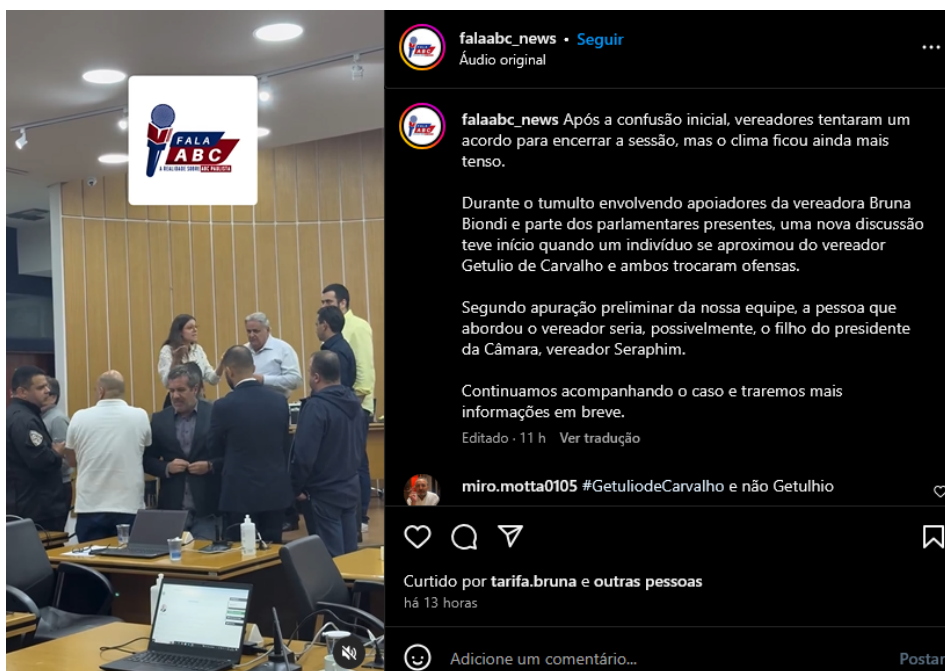 FALA
ABC
A REALIDADE SOBRE ABC PAULISTA
falaabc_news • Seguir
Áudio original
falaabc_news Após a confusão inicial, vereadores tentaram um
acordo para encerrar a sessão, mas o clima ficou ainda mais
tenso.
Durante o tumulto envolvendo apoiadores da vereadora Bruna
Biondi e parte dos parlamentares presentes, uma nova discussão
teve início quando um indivíduo se aproximou do vereador
Getulio de Carvalho e ambos trocaram ofensas.
Segundo apuração preliminar da nossa equipe, a pessoa que
abordou o vereador seria, possivelmente, o filho do presidente
da Câmara, vereador Seraphim.
Continuamos acompanhando o caso e traremos mais
informações em breve.
Editado · 11 h Ver tradução
miro.motta0105 #GetuliodeCarvalho e não Getulhio
Curtido por tarifa.bruna e outras pessoas
há 13 horas
Adicione um comentário...
Postar